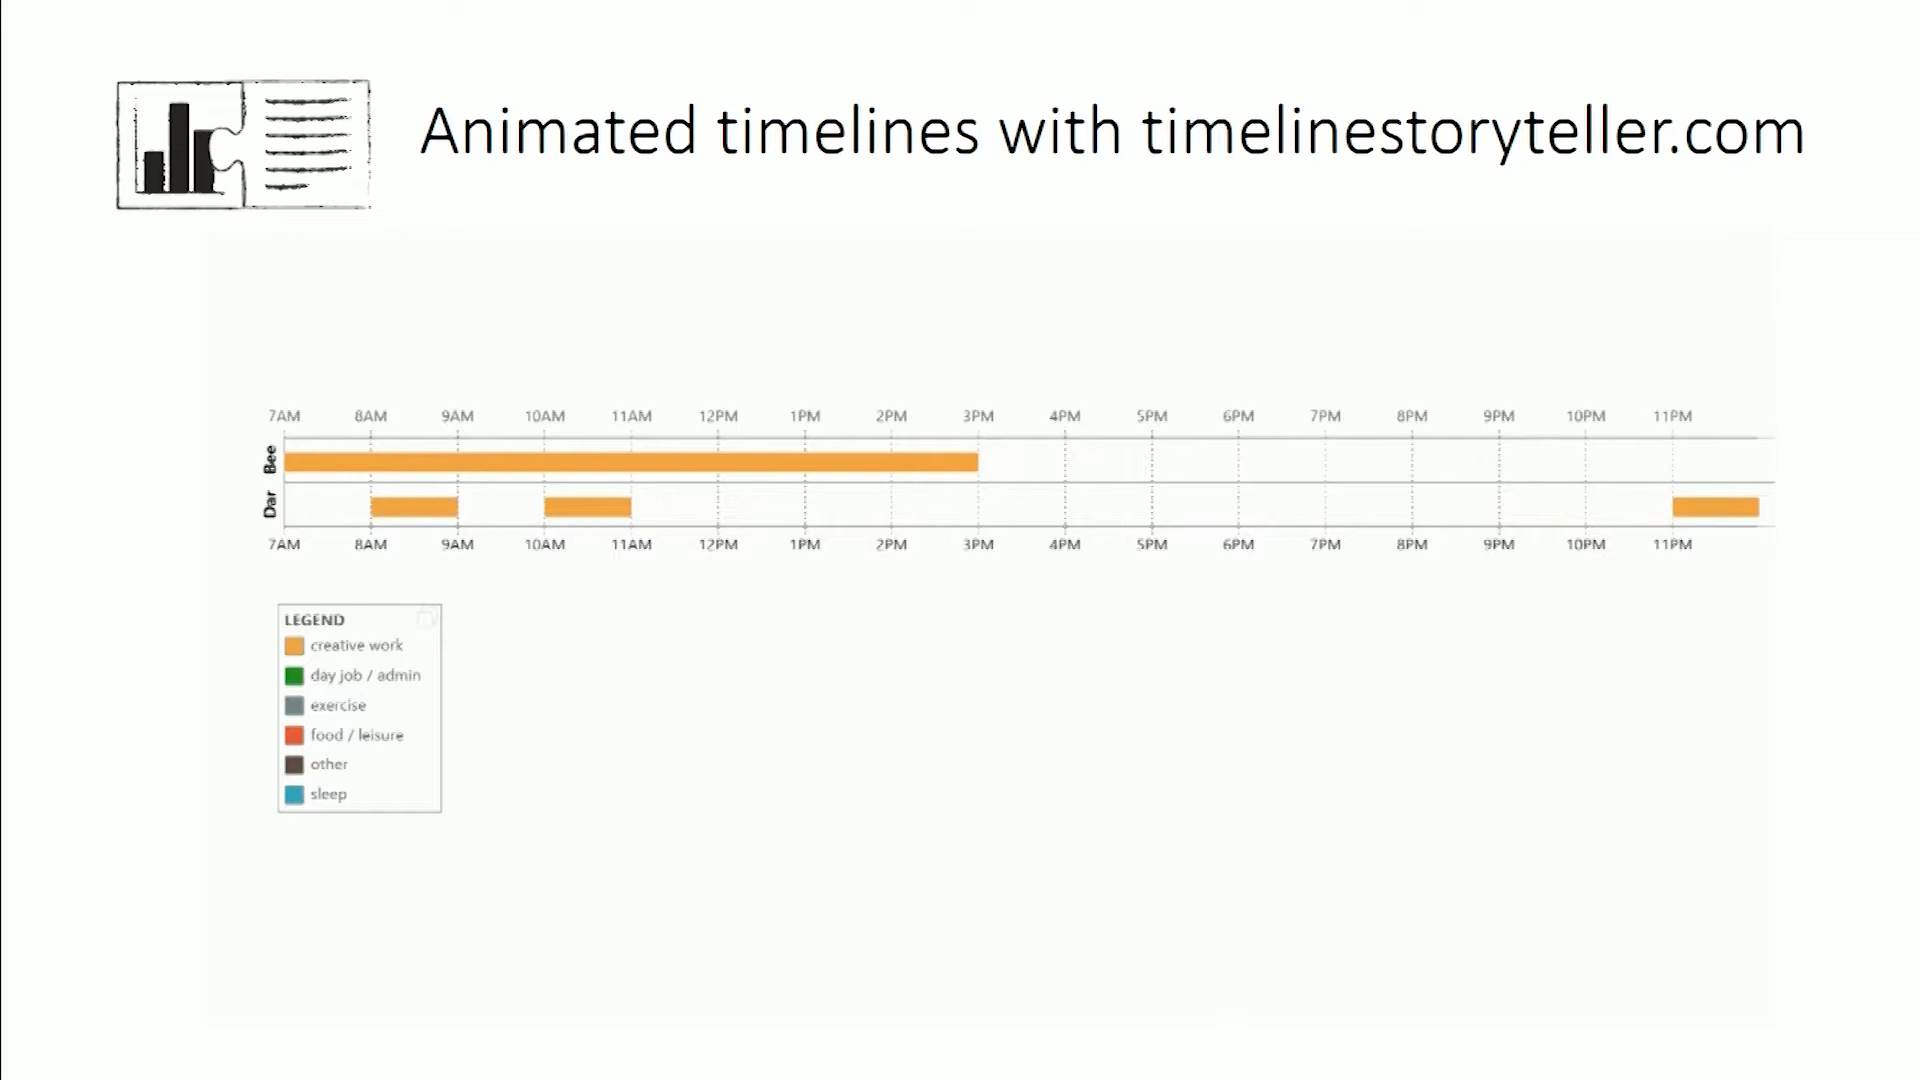 Animated timelines with timelinestoryteller.com
7AM 8AM 9AM 10AM 11AM 12PM 1PM 2PM 3PM 4PM 5PM 6PM 7PM 8PM 9PM 10PM 11PM
Bee
Dar
7AM 8AM 9AM 10AM 11AM 12PM 1PM 2PM 3PM 4PM 5PM 6PM 7PM 8PM 9PM 10PM 11PM
LEGEND
creative work
day job / admin
exercise
food / leisure
other
sleep